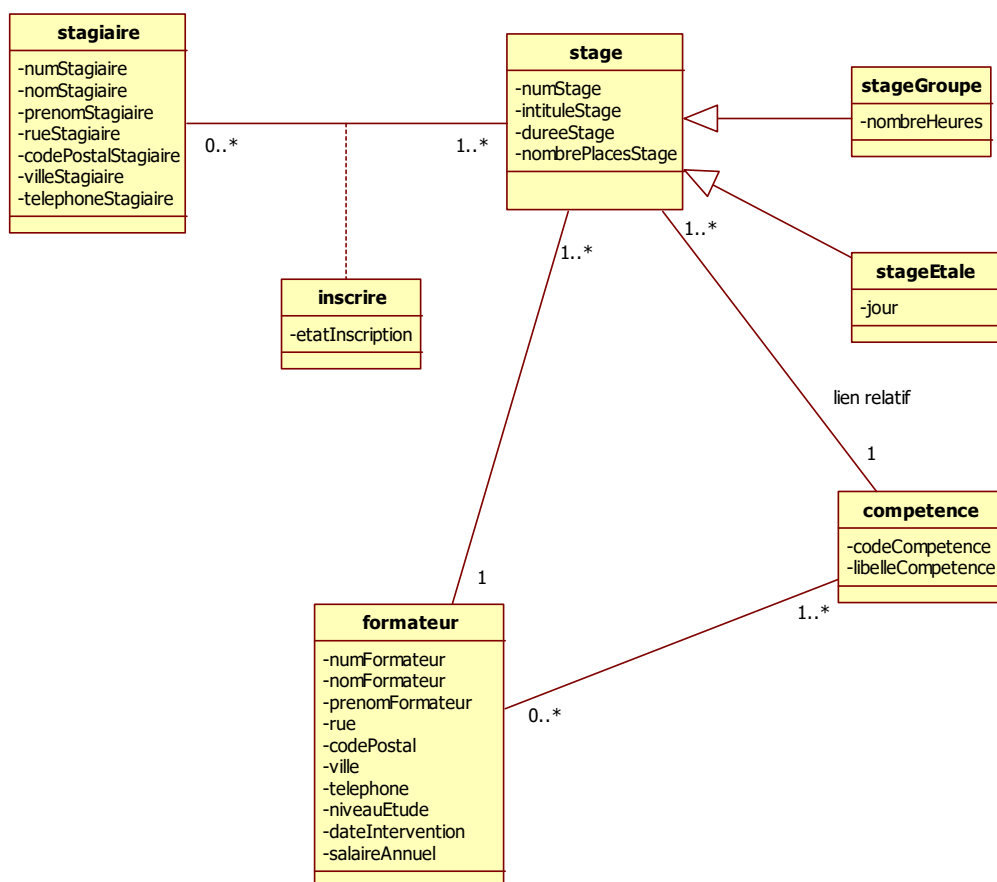 stagiaire
-numStagiaire
-nomStagiaire
-prenomStagiaire
-rueStagiaire
-codePostalStagiaire
-villeStagiaire
-telephoneStagiaire
0..*
1..*
stage
-numStage
-intituleStage
-dureeStage
-nombrePlacesStage
stageGroupe
-nombreHeures
1..*
1..*
stageEtale
-jour
inscrire
-etatInscription
lien relatif
1
competence
-codeCompetence
-libelleCompetence
1
1..*
0..*
formateur
-numFormateur
-nomFormateur
-prenomFormateur
-rue
-codePostal
-ville
-telephone
-niveauEtude
-dateIntervention
-salaireAnnuel